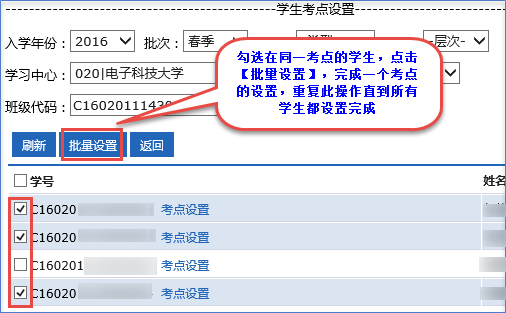 学生考点设置
入学年份： 2016 批次： 春季 -层次-
学习中心： 020|电子科技大学
勾选在同一考点的学生，点击
【批量设置】，完成一个考点
的设置，重复此操作直到所有
学生都设置完成
班级代码：
刷新 批量设置 返回
学号 姓名
C16020 考点设置
C16020 考点设置
C160201 考点设置
C16020 考点设置